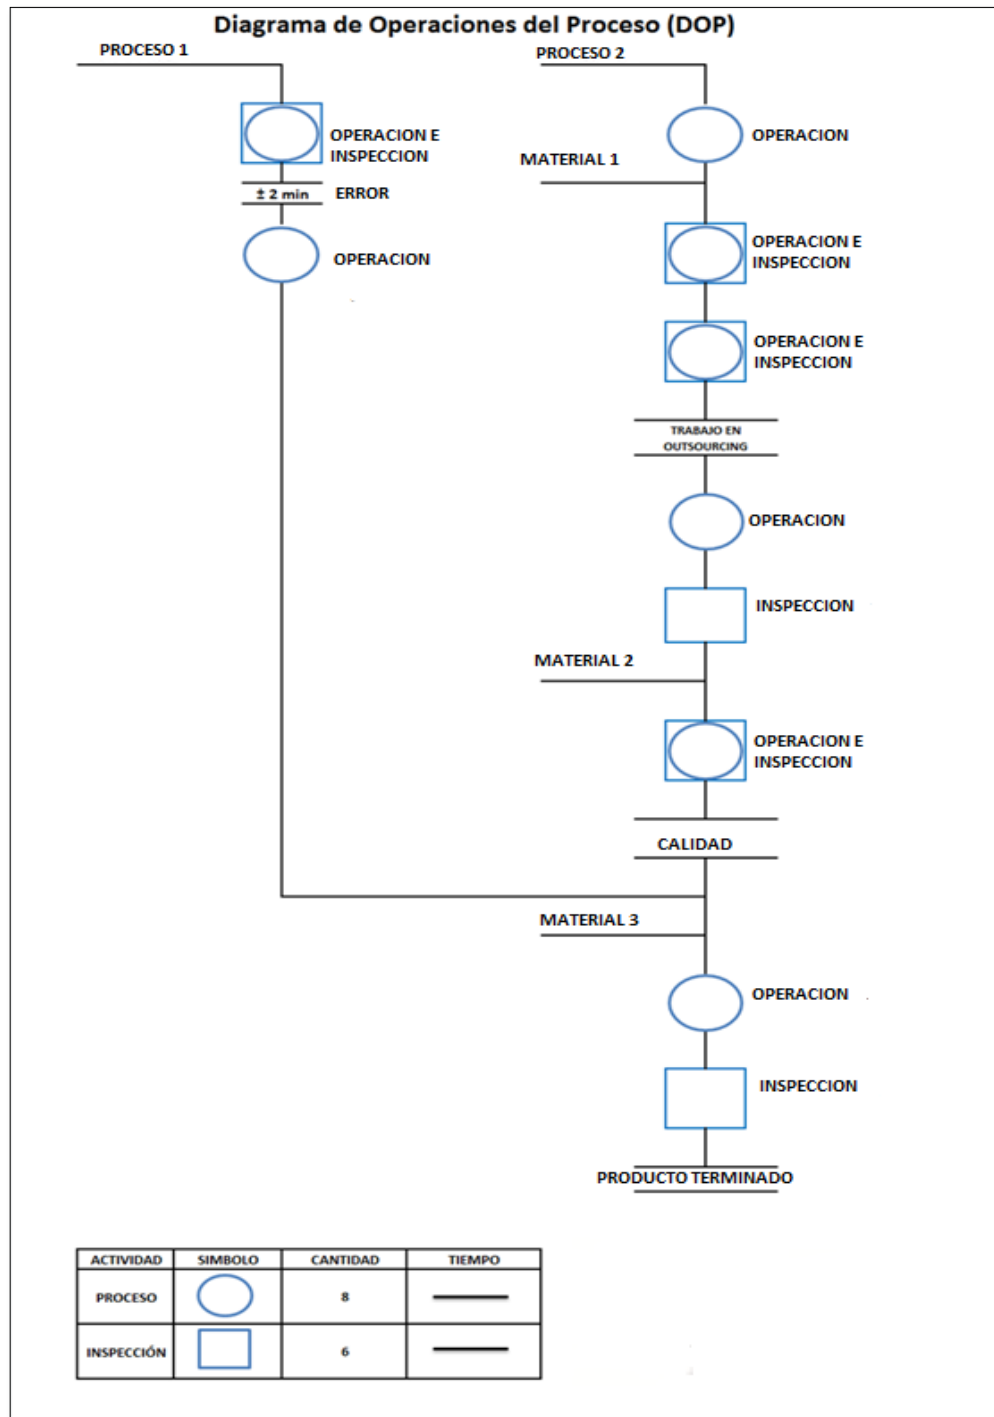 Diagrama de Operaciones del Proceso (DOP)
PROCESO 1
PROCESO 2
OPERACION E
INSPECCION
± 2 min
ERROR
OPERACION
OPERACION
MATERIAL 1
OPERACION E
INSPECCION
OPERACION E
INSPECCION
TRABAJO EN
OUTSOURCING
OPERACION
INSPECCION
MATERIAL 2
OPERACION E
INSPECCION
CALIDAD
MATERIAL 3
OPERACION
INSPECCION
PRODUCTO TERMINADO
ACTIVIDAD SIMBOLO CANTIDAD TIEMPO
PROCESO 8
INSPECCIÓN 6